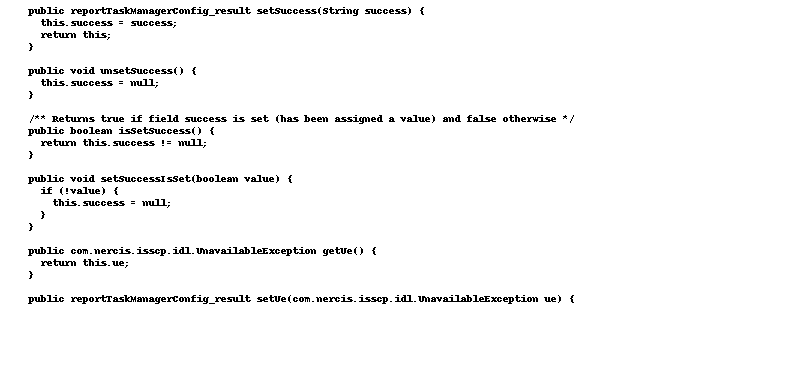 public reportTaskManagerConfig_result setSuccess(String success) {
this.success = success;
return this;
}
public void unsetSuccess() {
this.success = null;
}
/** Returns true if field success is set (has been assigned a value) and false otherwise */
public boolean isSetSuccess() {
return this.success != null;
}
public void setSuccessIsSet(boolean value) {
if (!value) {
this.success = null;
}
}
public com.nercis.isscp.idl.UnavailableException getUe() {
return this.ue;
}
public reportTaskManagerConfig_result setUe(com.nercis.isscp.idl.UnavailableException ue) {